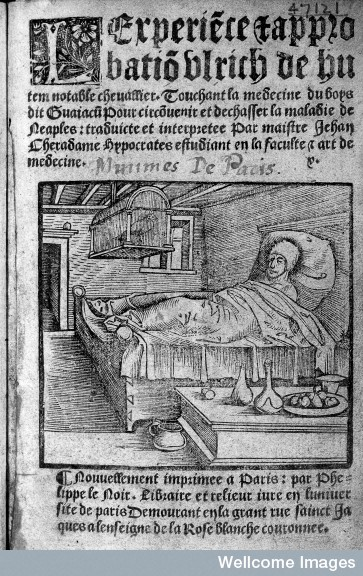 47121
L Experiēce & appro
batiō Vlrich de hu
tem notable chevallier. Touchant la medecine du boys
dit Guaiacū Pour circōvenir et dechasser la maladie de
Neaples: traduicte et interpretee Par maistre Jehan
Cheradame Hypocrates estudiant en la faculte & art de
medecine.
De Paris.
¶ Nouvellement imprimee a Paris: par Phe-
lippe le Noir. Libraire et relieur iure en luniver
site de paris Demourant en la grant rue sainct Ja
ques a lenseigne de la Rose blanche couronnee.
Wellcome Images